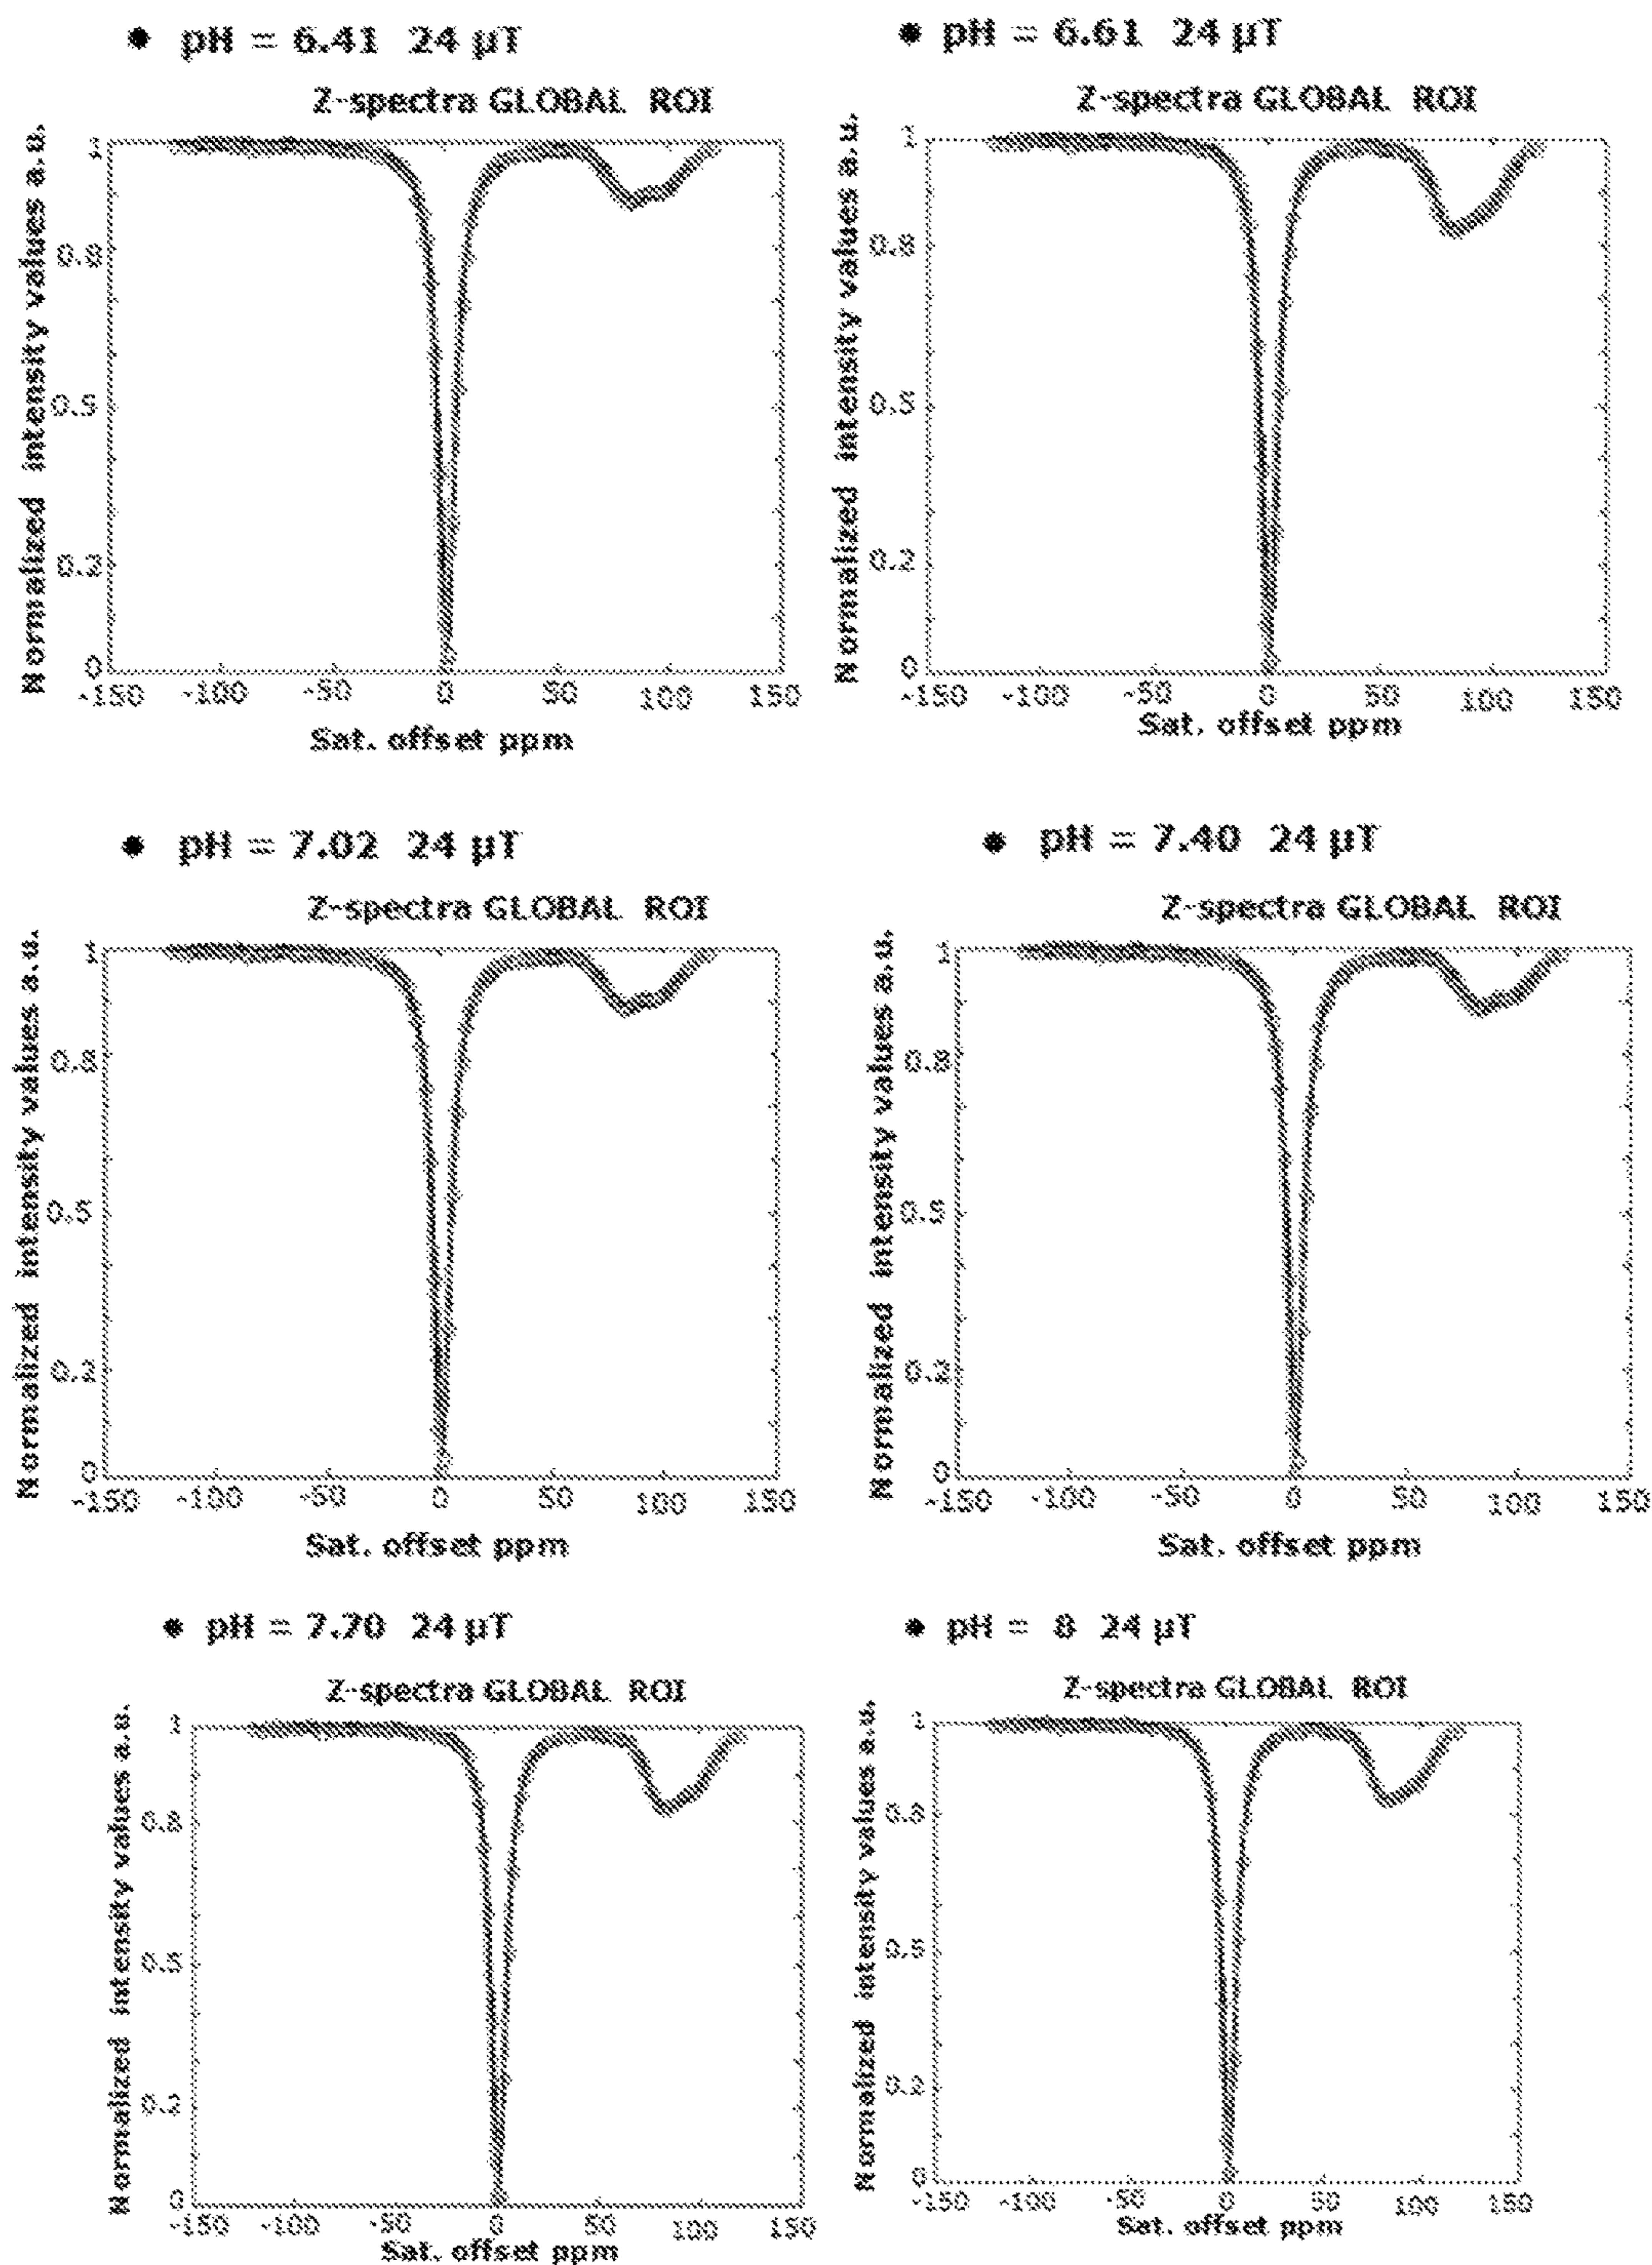 • pH = 6.41 24 µT
Z-spectra GLOBAL ROI
Normalized intensity values a.u.
1
0.8
0.5
0.2
0
-150 -100 -50 0 50 100 150
Sat. offset ppm
• pH = 6.61 24 µT
Z-spectra GLOBAL ROI
Normalized intensity values a.u.
1
0.8
0.5
0.2
0
-150 -100 -50 0 50 100 150
Sat. offset ppm
• pH = 7.02 24 µT
Z-spectra GLOBAL ROI
Normalized intensity values a.u.
1
0.8
0.5
0.2
0
-150 -100 -50 0 50 100 150
Sat. offset ppm
• pH = 7.40 24 µT
Z-spectra GLOBAL ROI
Normalized intensity values a.u.
1
0.8
0.5
0.2
0
-150 -100 -50 0 50 100 150
Sat. offset ppm
• pH = 7.70 24 µT
Z-spectra GLOBAL ROI
Normalized intensity values a.u.
1
0.8
0.5
0.2
0
-150 -100 -50 0 50 100 150
Sat. offset ppm
• pH = 8 24 µT
Z-spectra GLOBAL ROI
Normalized intensity values a.u.
1
0.8
0.5
0.2
0
-150 -100 -50 0 50 100 150
Sat. offset ppm